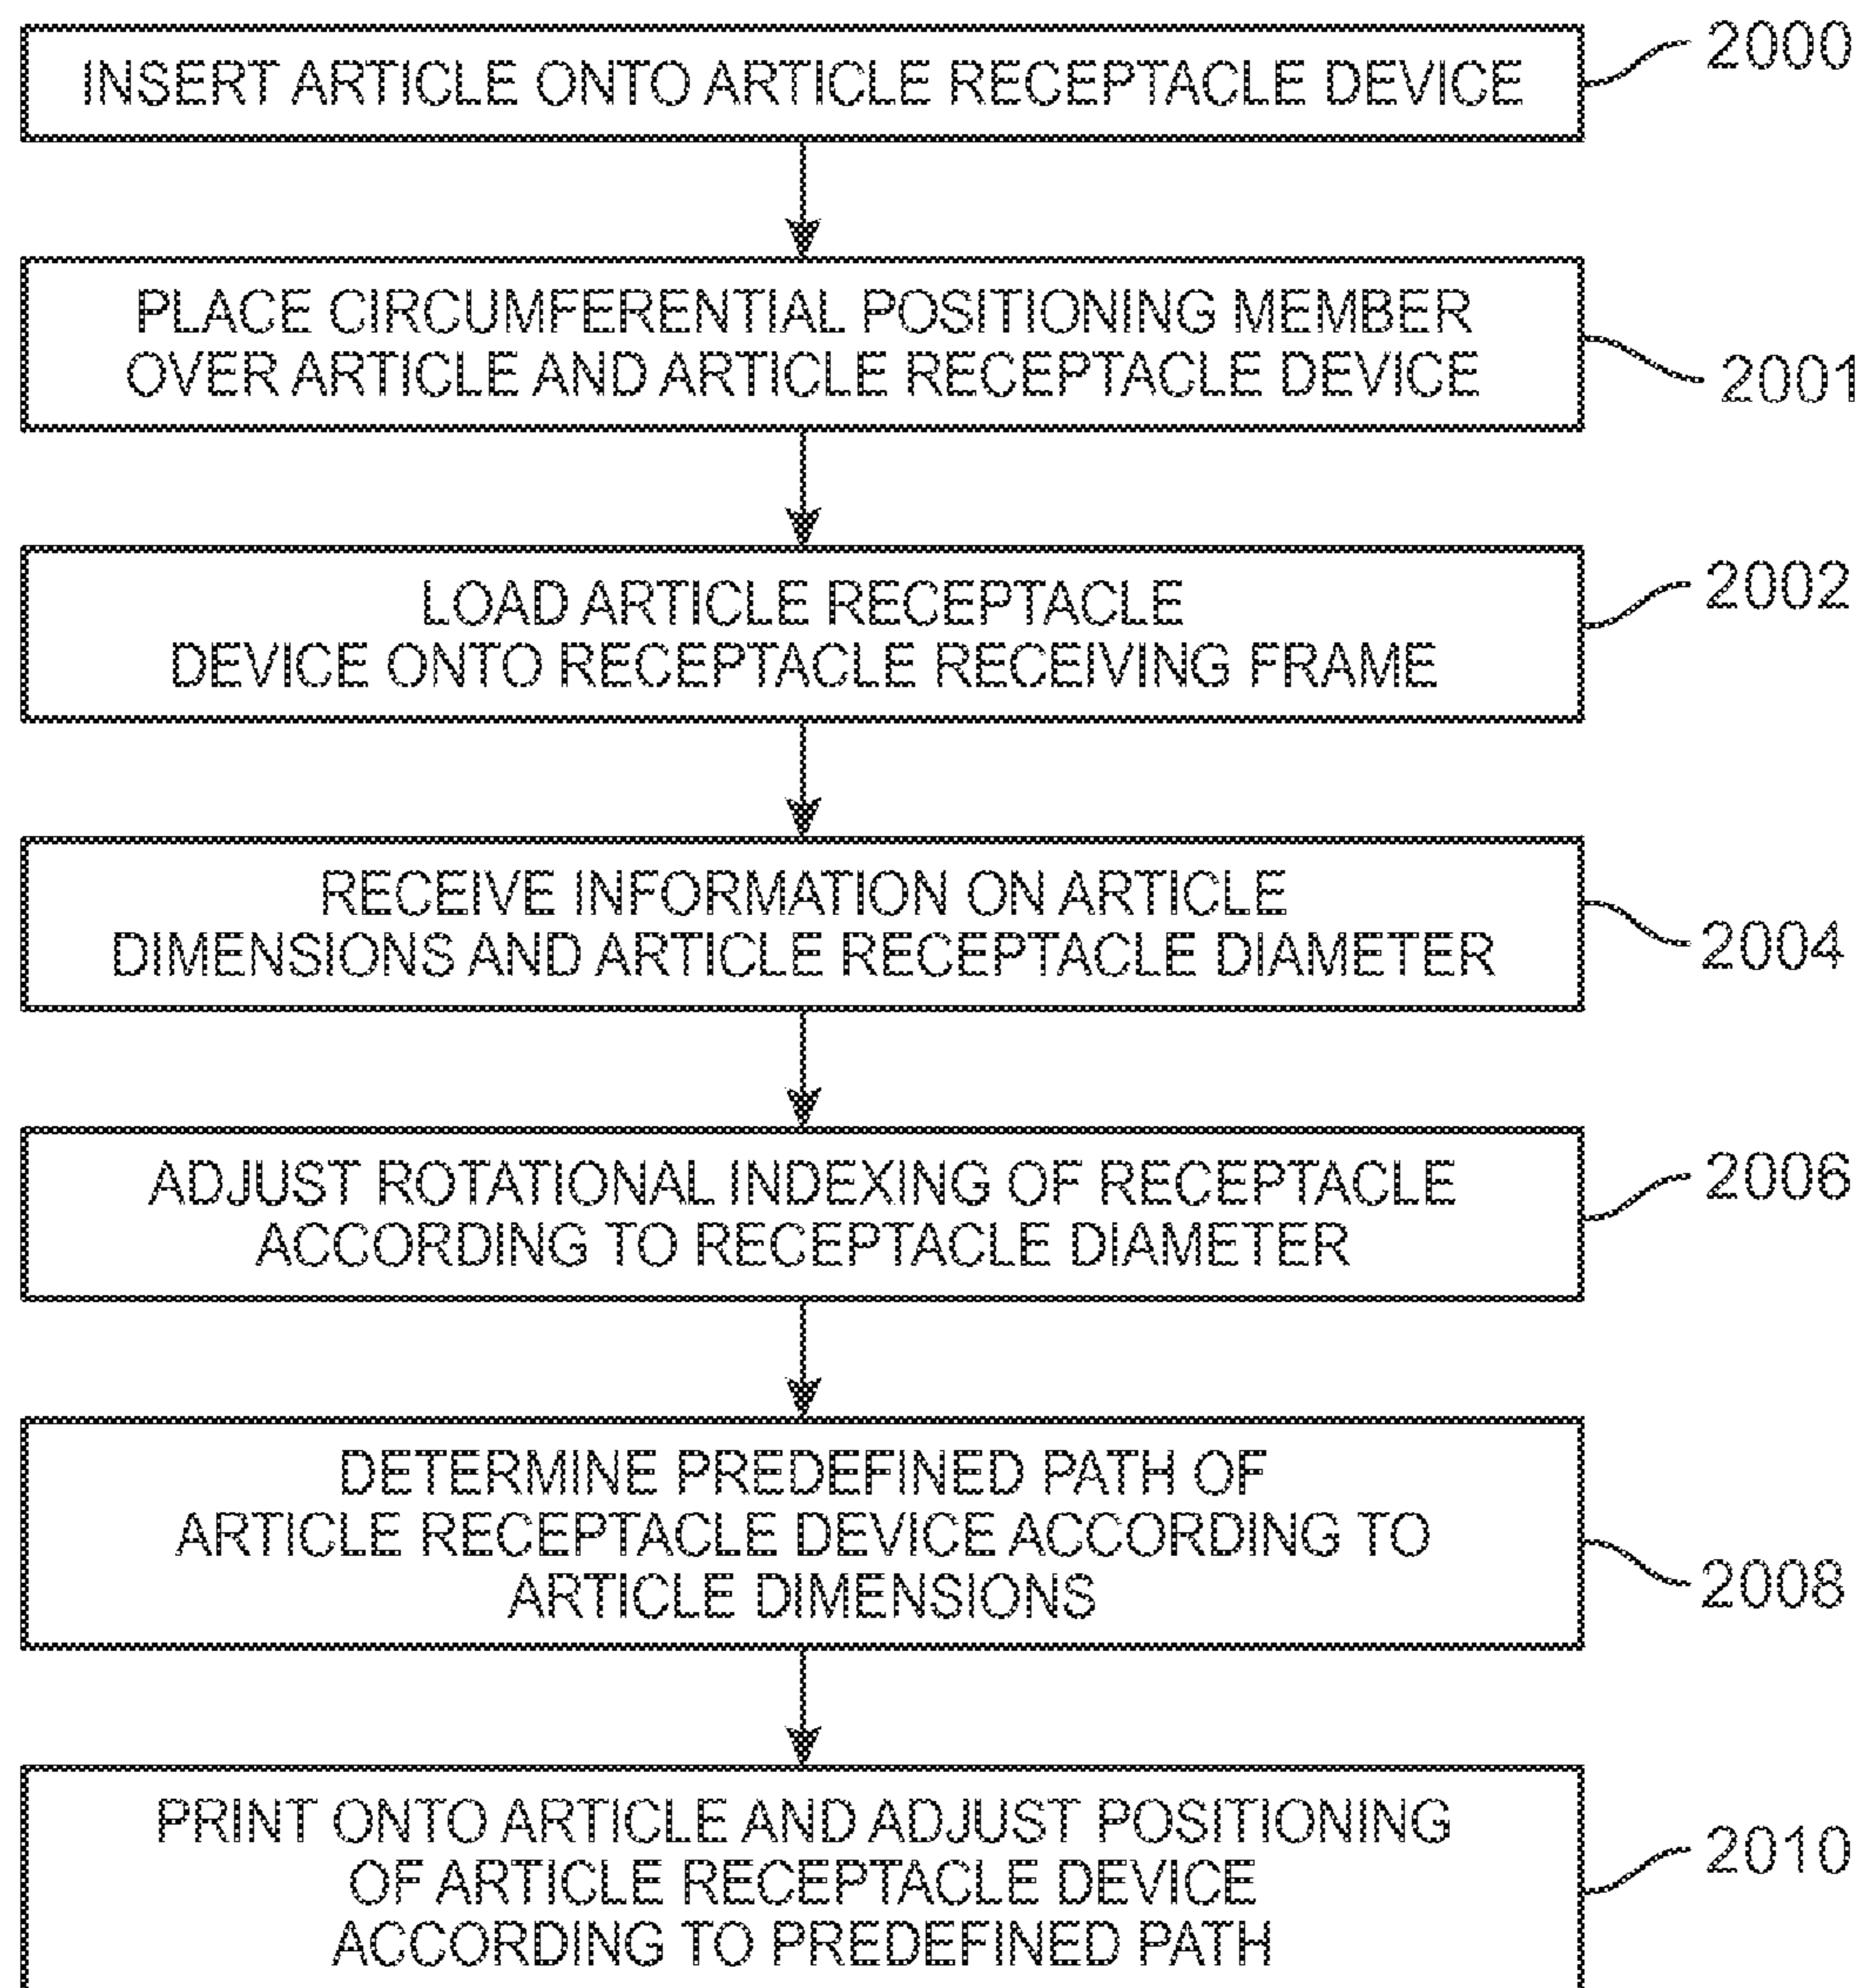 INSERT ARTICLE ONTO ARTICLE RECEPTACLE DEVICE
2000
PLACE CIRCUMFERENTIAL POSITIONING MEMBER
OVER ARTICLE AND ARTICLE RECEPTACLE DEVICE
2001
LOAD ARTICLE RECEPTACLE
DEVICE ONTO RECEPTACLE RECEIVING FRAME
2002
RECEIVE INFORMATION ON ARTICLE
DIMENSIONS AND ARTICLE RECEPTACLE DIAMETER
2004
ADJUST ROTATIONAL INDEXING OF RECEPTACLE
ACCORDING TO RECEPTACLE DIAMETER
2006
DETERMINE PREDEFINED PATH OF
ARTICLE RECEPTACLE DEVICE ACCORDING TO
ARTICLE DIMENSIONS
2008
PRINT ONTO ARTICLE AND ADJUST POSITIONING
OF ARTICLE RECEPTACLE DEVICE
ACCORDING TO PREDEFINED PATH
2010